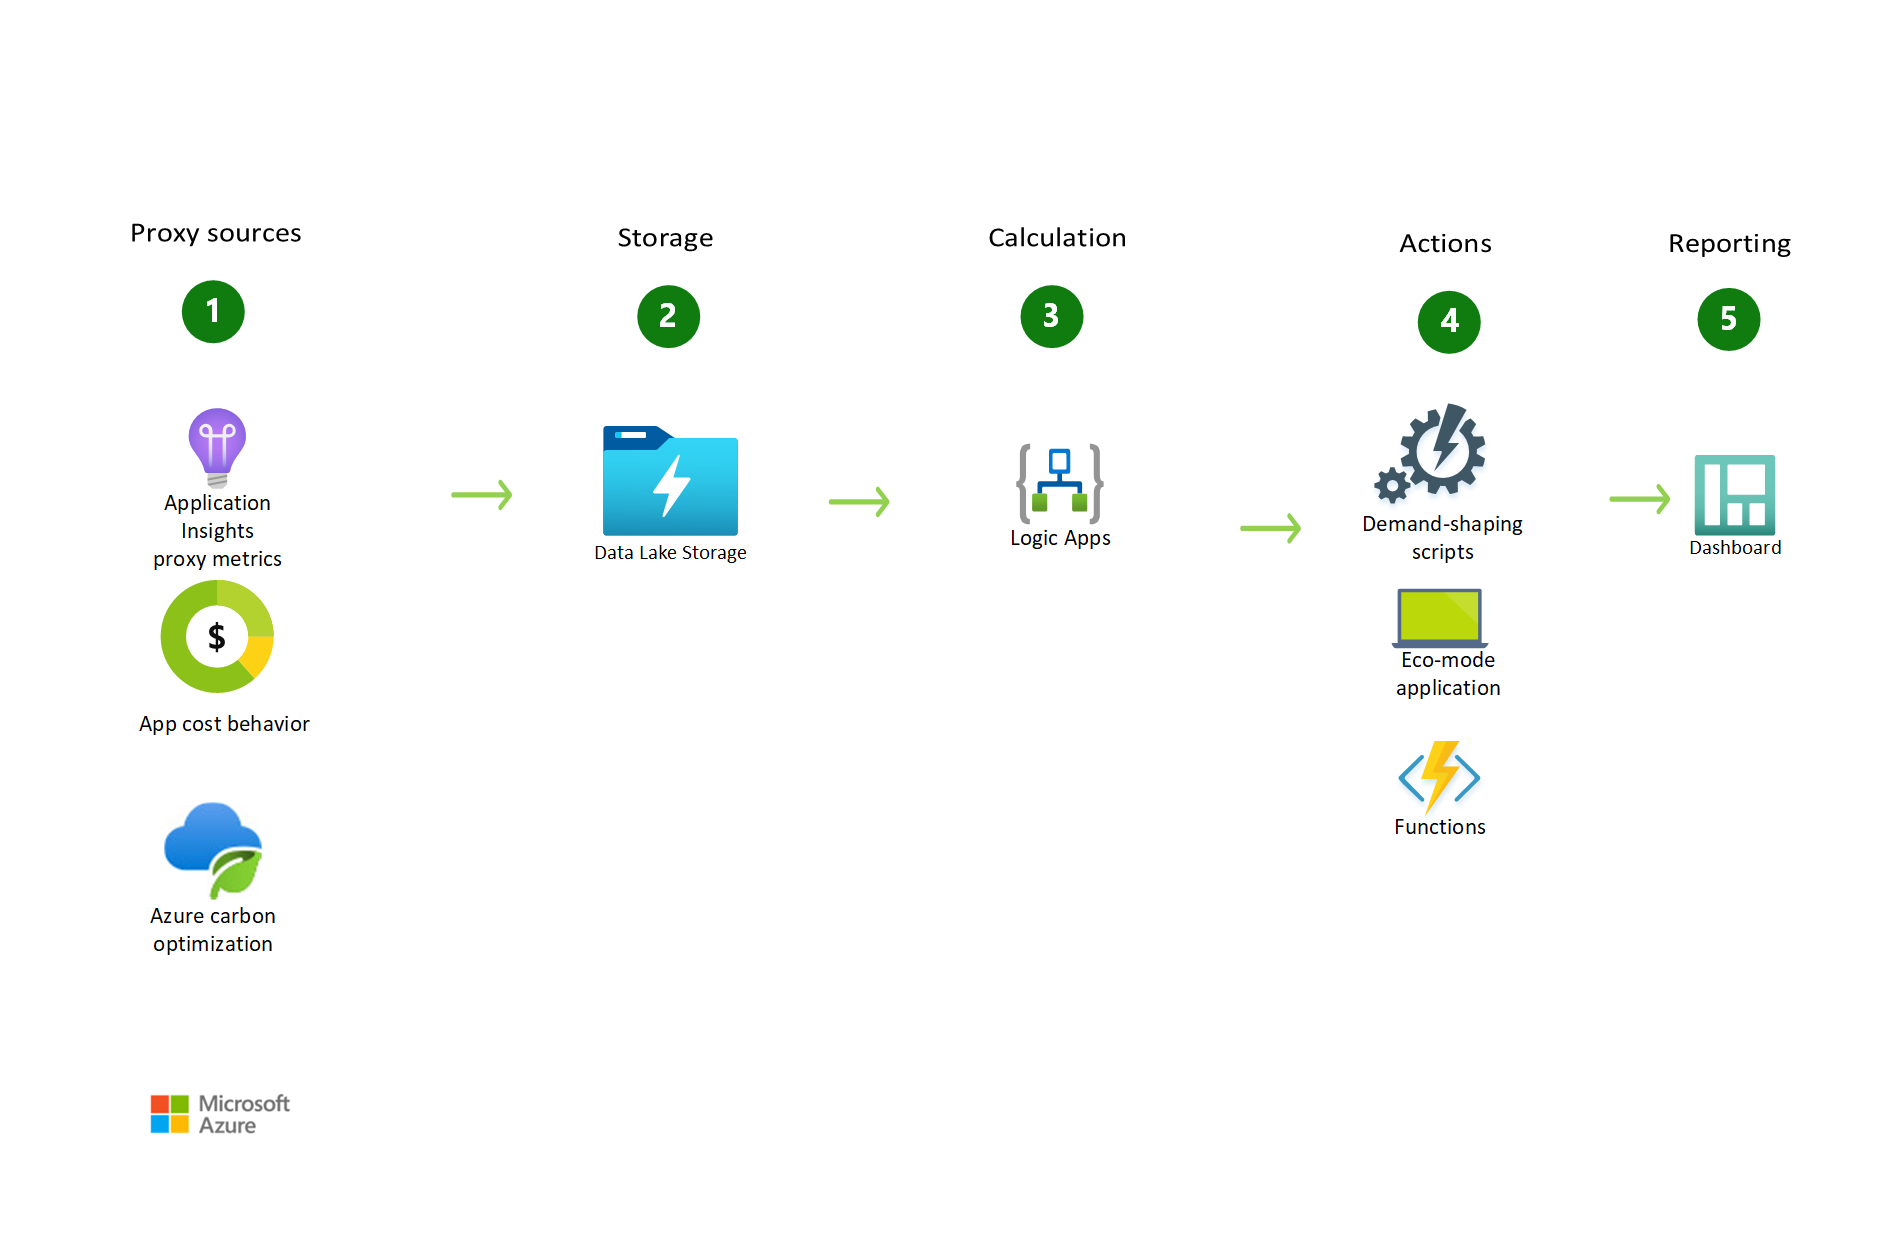 Proxy sources
1
Application
Insights
proxy metrics
$
App cost behavior
Azure carbon
optimization
Storage
2
Data Lake Storage
Calculation
3
Logic Apps
Actions
4
Demand-shaping
scripts
Eco-mode
application
Functions
Reporting
5
Dashboard
Microsoft
Azure